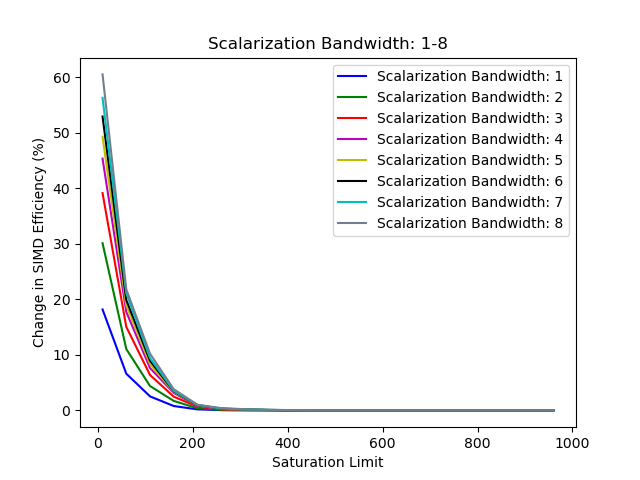 Scalarization Bandwidth: 1-8
Change in SIMD Efficiency (%)
60
50
40
30
20
10
0
Scalarization Bandwidth: 1
Scalarization Bandwidth: 2
Scalarization Bandwidth: 3
Scalarization Bandwidth: 4
Scalarization Bandwidth: 5
Scalarization Bandwidth: 6
Scalarization Bandwidth: 7
Scalarization Bandwidth: 8
0 200 400 600 800 1000
Saturation Limit